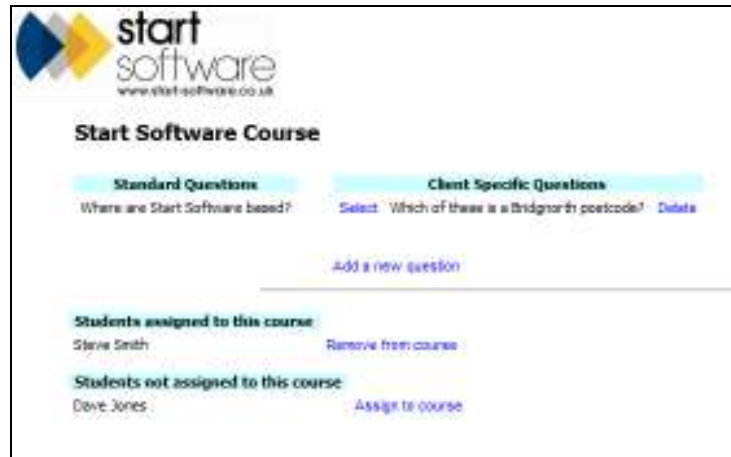 start
software
www.start-software.co.uk
Start Software Course
Standard Questions Client Specific Questions
Where are Start Software based? Select Which of these is a Bridgnorth postcode? Delete
Add a new question
Students assigned to this course
Steve Smith Remove from course
Students not assigned to this course
Dave Jones Assign to course